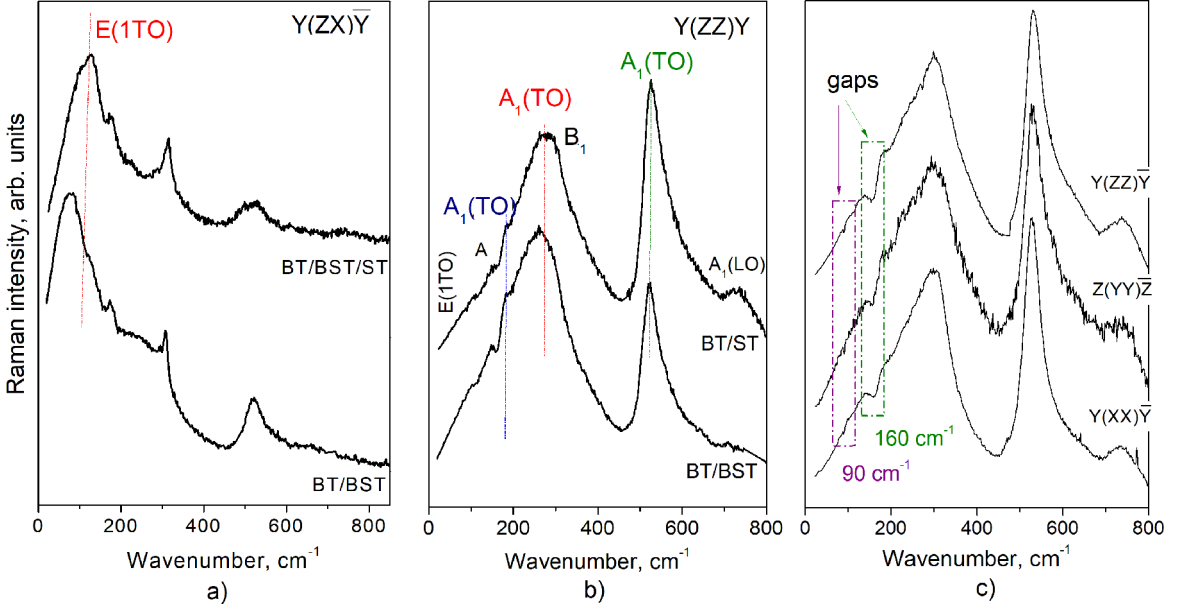 Raman intensity, arb. units
E(1TO)
Y(ZX)Y̅
BT/BST/ST
BT/BST
0 200 400 600 800
Wavenumber, cm⁻¹
a)
Y(ZZ)Y
A₁(TO)
A₁(TO)
B₁
A₁(TO)
A
E(1TO)
A₁(LO)
BT/ST
BT/BST
0 200 400 600 800
Wavenumber, cm⁻¹
b)
gaps
Y(ZZ)Y̅
Z(YY)Z̅
Y(XX)Y̅
160 cm⁻¹
90 cm⁻¹
0 200 400 600 800
Wavenumber, cm⁻¹
c)